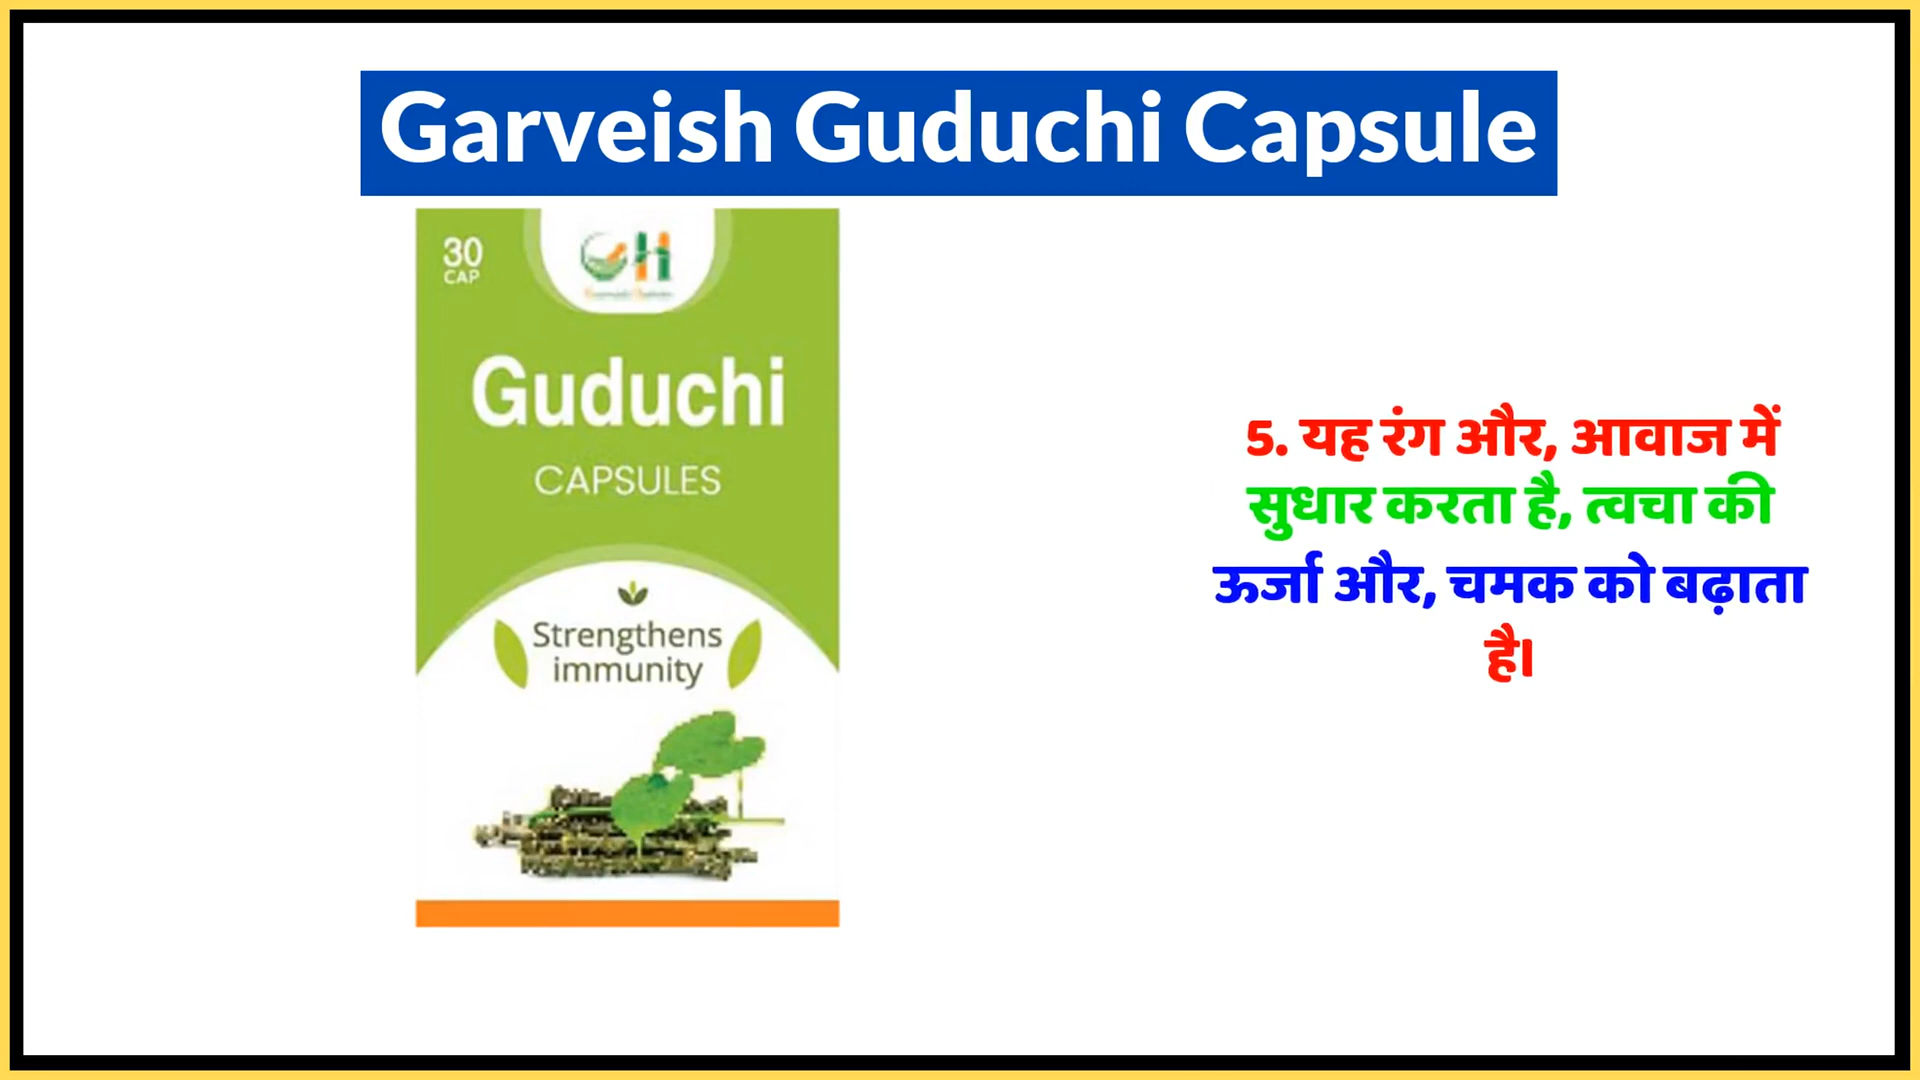 Garveish Guduchi Capsule
30
CAP
GH
Guduchi
CAPSULES
Strengthens
immunity
5. यह रंग और, आवाज में
सुधार करता है, त्वचा की
ऊर्जा और, चमक को बढ़ाता
है।